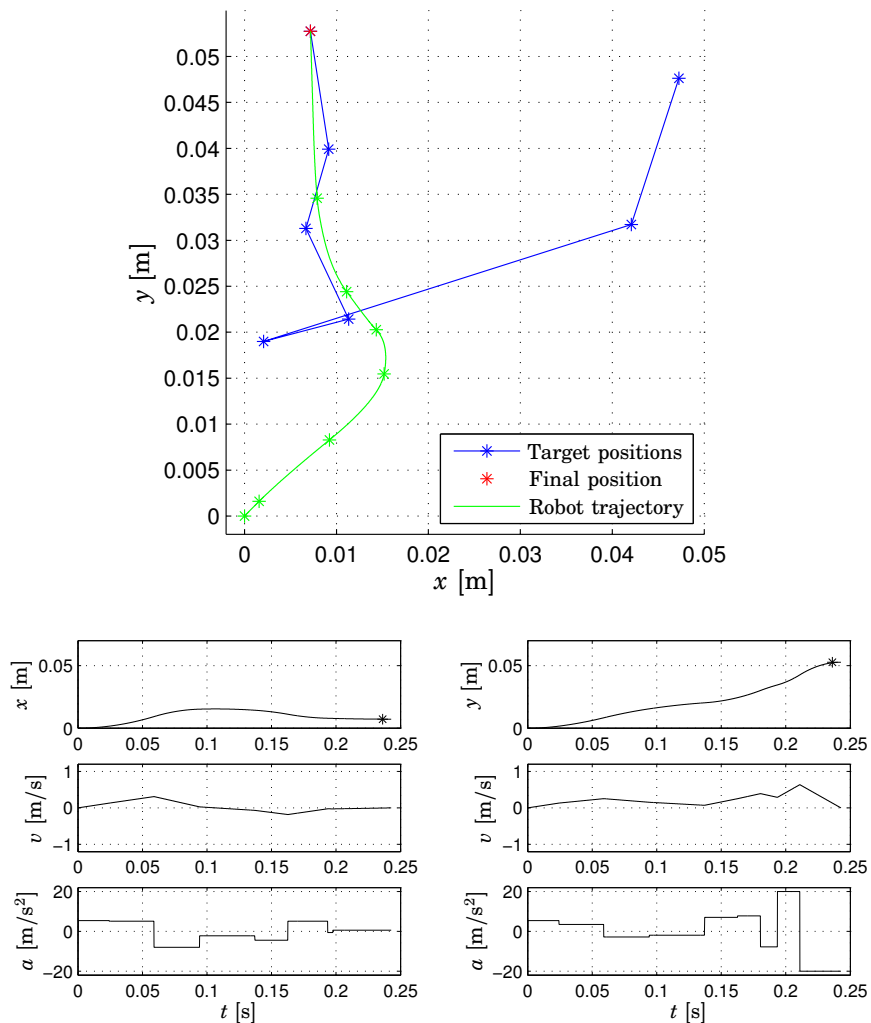 0.05
0.045
0.04
0.035
0.03
0.025
0.02
0.015
0.01
0.005
0
y [m]
Target positions
Final position
Robot trajectory
0 0.01 0.02 0.03 0.04 0.05
x [m]
0.05
0
x [m]
0 0.05 0.1 0.15 0.2 0.25
0.05
0
y [m]
0 0.05 0.1 0.15 0.2 0.25
1
0
−1
v [m/s]
0 0.05 0.1 0.15 0.2 0.25
1
0
−1
v [m/s]
0 0.05 0.1 0.15 0.2 0.25
20
0
−20
a [m/s²]
0 0.05 0.1 0.15 0.2 0.25
t [s]
20
0
−20
a [m/s²]
0 0.05 0.1 0.15 0.2 0.25
t [s]